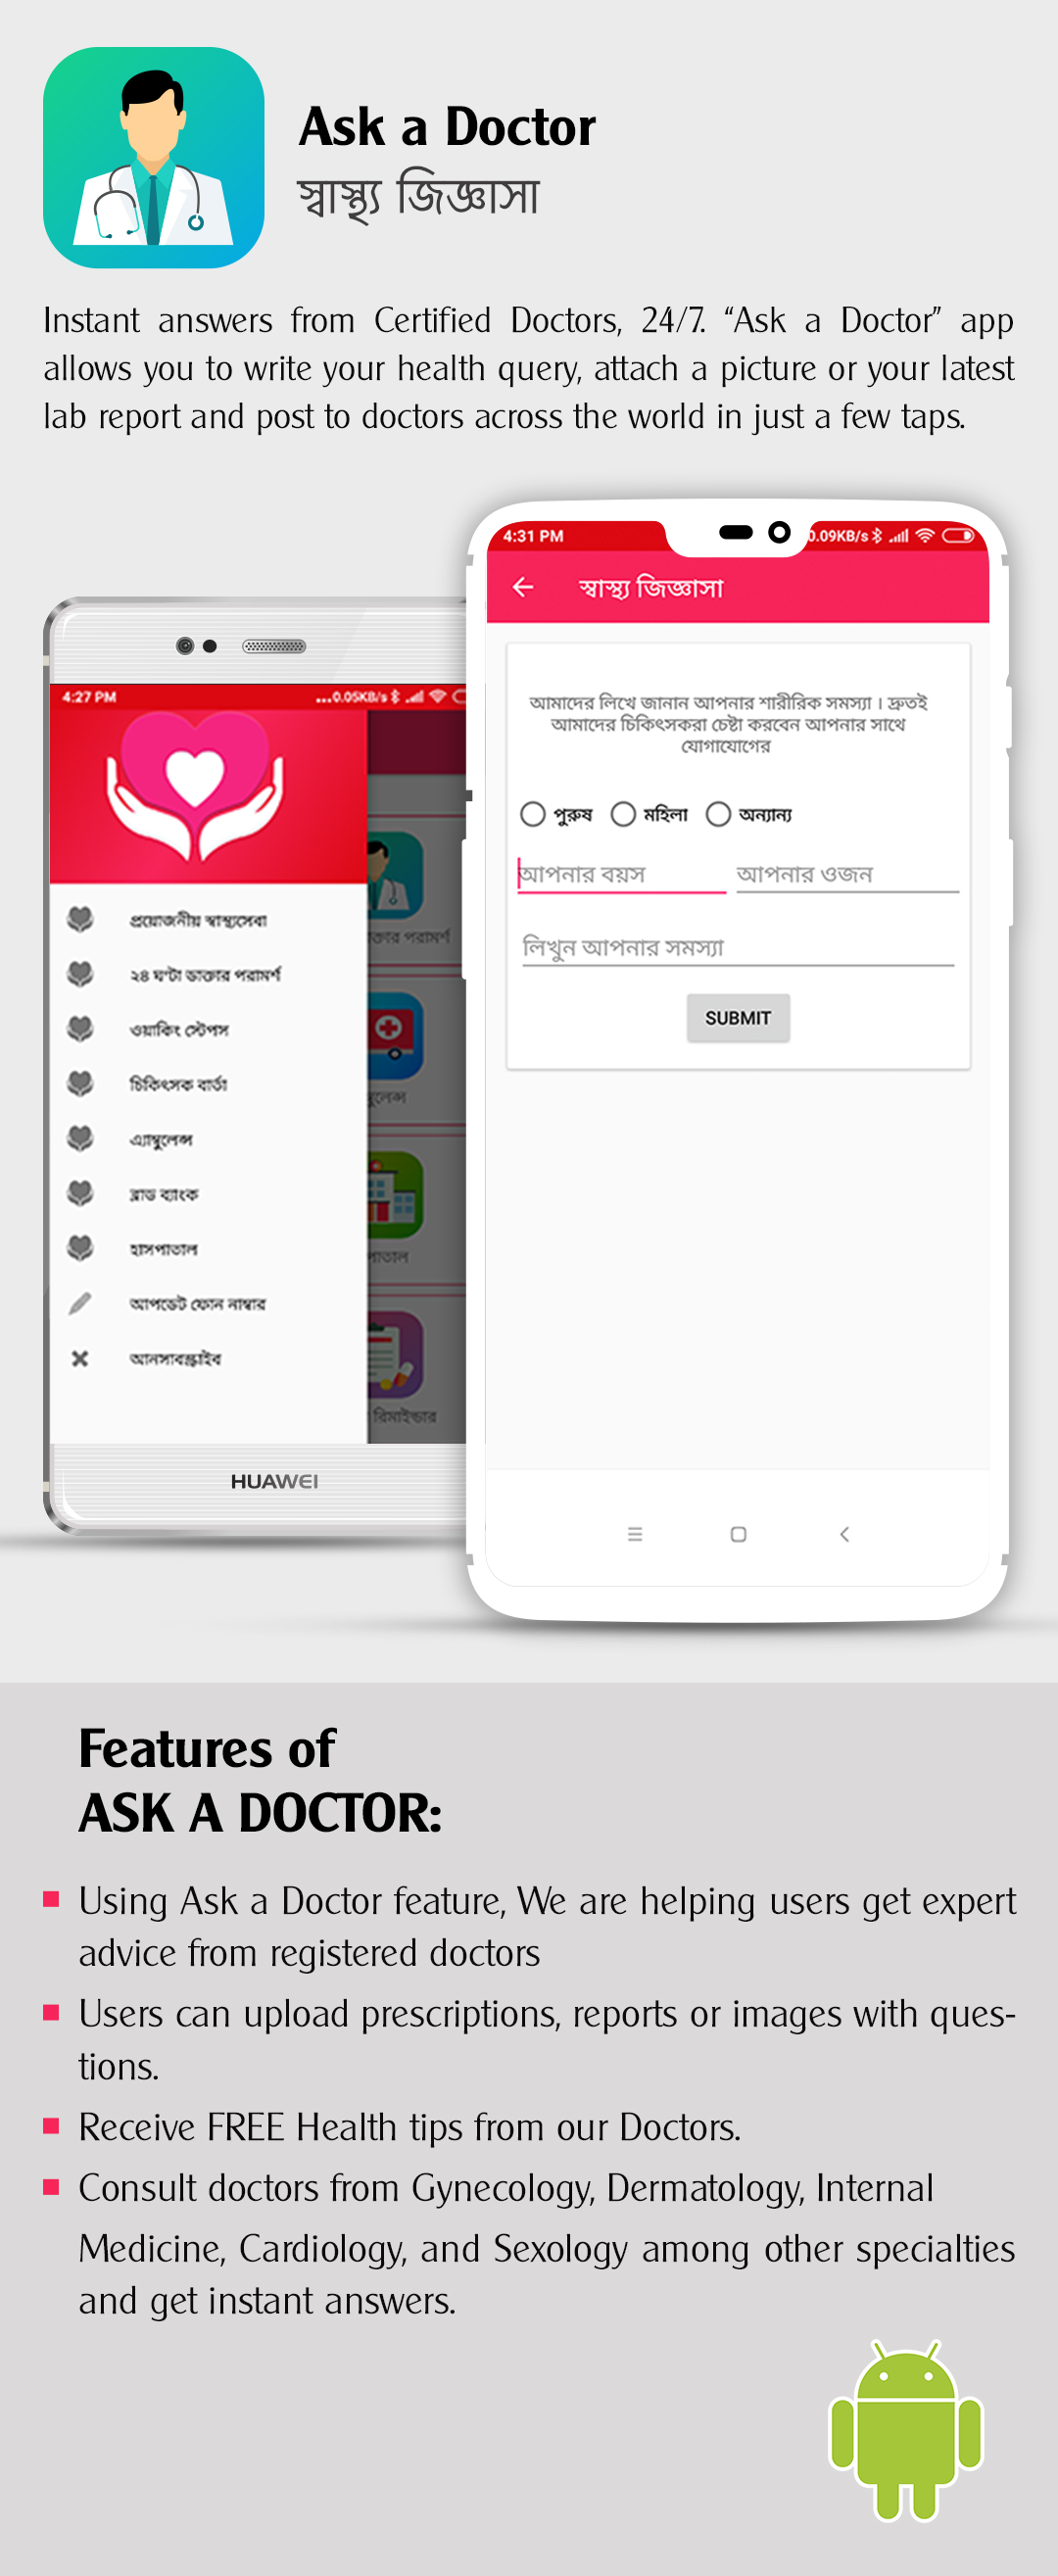 Ask a Doctor
স্বাস্থ্য জিজ্ঞাসা
Instant answers from Certified Doctors, 24/7. “Ask a Doctor” app
allows you to write your health query, attach a picture or your latest
lab report and post to doctors across the world in just a few taps.
4:27 PM
...0.05KB/s
প্রয়োজনীয় স্বাস্থ্যসেবা
২৪ ঘণ্টা ডাক্তার পরামর্শ
ওয়াকিং স্টেপস
চিকিৎসক বার্তা
এ্যাম্বুলেন্স
ব্লাড ব্যাংক
হাসপাতাল
আপডেট ফোন নাম্বার
আনসাবস্ক্রাইব
ক্তার পরামর্শ
ম্বুলেন্স
পাতাল
রিমাইন্ডার
HUAWEI
4:31 PM
0.09KB/s
স্বাস্থ্য জিজ্ঞাসা
আমাদের লিখে জানান আপনার শারীরিক সমস্যা । দ্রুতই
আমাদের চিকিৎসকরা চেষ্টা করবেন আপনার সাথে
যোগাযোগের
পুরুষ মহিলা অন্যান্য
আপনার বয়স আপনার ওজন
লিখুন আপনার সমস্যা
SUBMIT
Features of
ASK A DOCTOR:
Using Ask a Doctor feature, We are helping users get expert
advice from registered doctors
Users can upload prescriptions, reports or images with ques-
tions.
Receive FREE Health tips from our Doctors.
Consult doctors from Gynecology, Dermatology, Internal
Medicine, Cardiology, and Sexology among other specialties
and get instant answers.